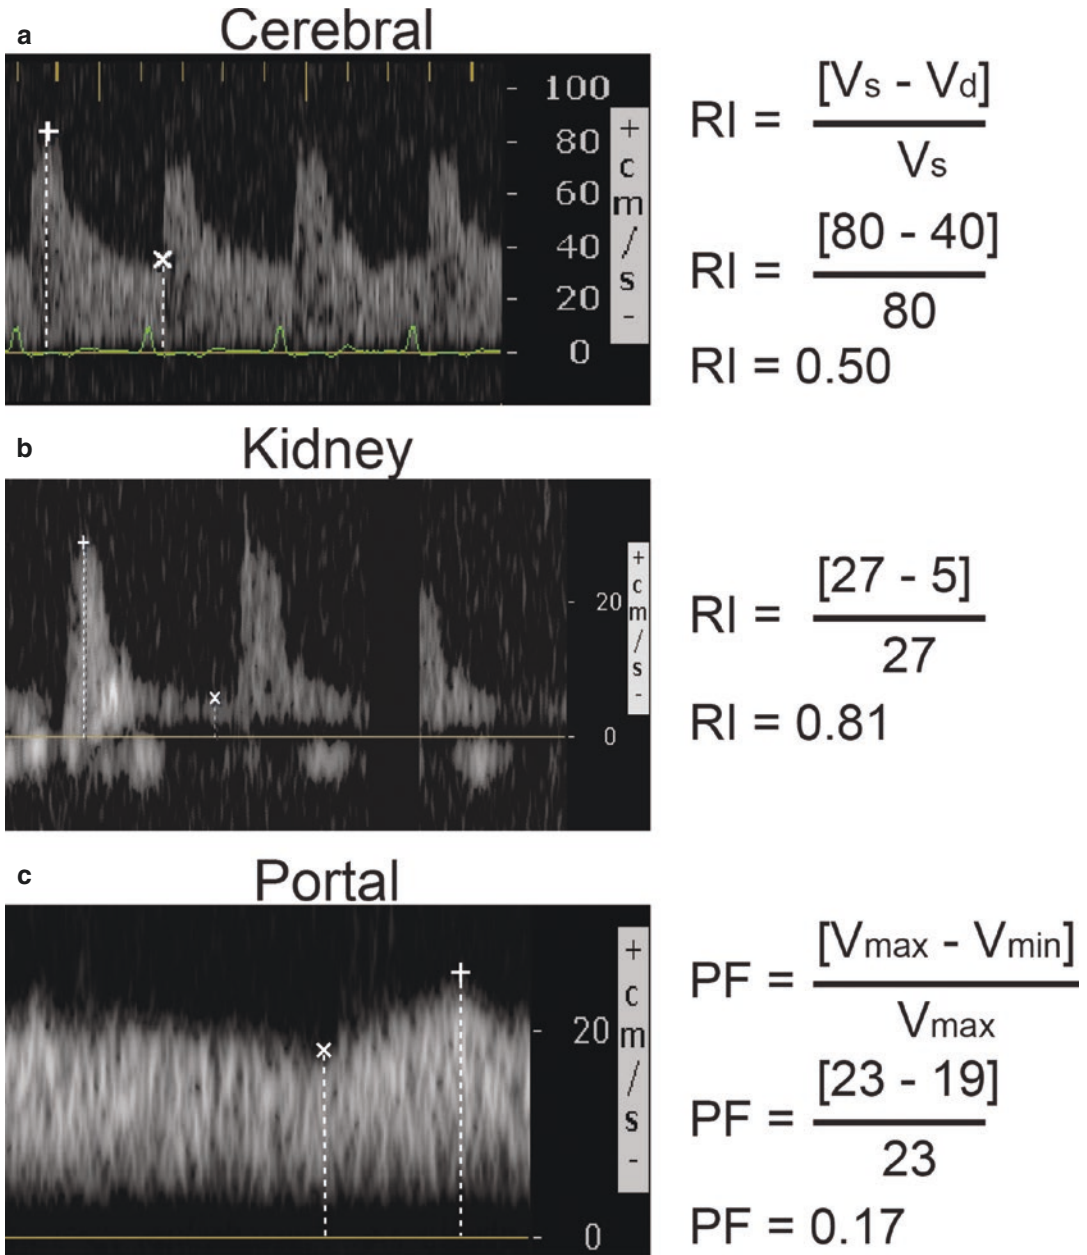 a
Cerebral
100
80
60
40
20
0
+
c
m
/
s
-
RI = [Vs - Vd]
Vs
RI = [80 - 40]
80
RI = 0.50
b
Kidney
20
0
+
c
m
/
s
-
RI = [27 - 5]
27
RI = 0.81
c
Portal
20
0
+
c
m
/
s
-
PF = [Vmax - Vmin]
Vmax
PF = [23 - 19]
23
PF = 0.17